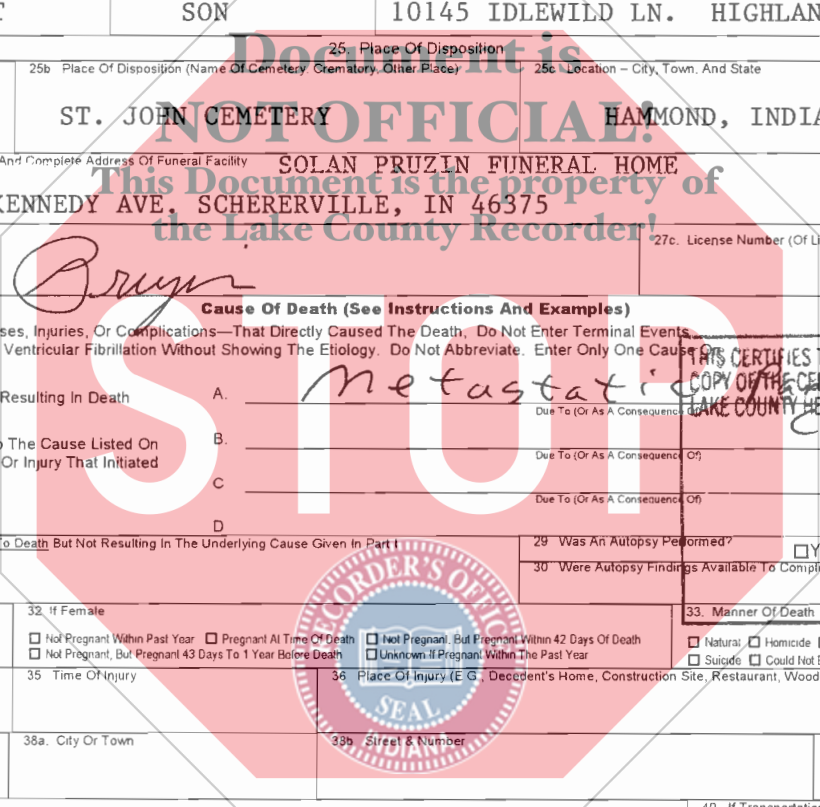 SON
10145 IDLEWILD LN. HIGHLAN
25. Place Of Disposition
25b Place Of Disposition (Name Of Cemetery, Crematory, Other Place)
25c Location – City, Town, And State
Document is
ST. JOHN CEMETERY
HAMMOND, INDIA
NOT OFFICIAL!
And Complete Address Of Funeral Facility
SOLAN PRUZIN FUNERAL HOME
This Document is the property of
KENNEDY AVE. SCHERERVILLE, IN 46375
the Lake County Recorder!
27c. License Number (Of Li
Cause Of Death (See Instructions And Examples)
ses, Injuries, Or Complications—That Directly Caused The Death, Do Not Enter Terminal Events
Ventricular Fibrillation Without Showing The Etiology. Do Not Abbreviate. Enter Only One Cause On
THIS CERTIFIES T
COPY OF THE CE
LAKE COUNTY HE
Resulting In Death
A. Metastatic
Due To (Or As A Consequence Of)
STOP
o The Cause Listed On
Or Injury That Initiated
B.
Due To (Or As A Consequence Of)
C
Due To (Or As A Consequence Of)
D
To Death But Not Resulting In The Underlying Cause Given In Part I
29 Was An Autopsy Performed?
Y
30 Were Autopsy Findings Available To Compl
RECORDER'S OFFICE
32 If Female
33. Manner Of Death
☐ Not Pregnant Within Past Year ☐ Pregnant At Time Of Death ☐ Not Pregnant, But Pregnant Within 42 Days Of Death
☐ Natural ☐ Homicide
☐ Not Pregnant, But Pregnant 43 Days To 1 Year Before Death ☐ Unknown If Pregnant Within The Past Year
☐ Suicide ☐ Could Not B
35 Time Of Injury
36 Place Of Injury (E.G., Decedent's Home, Construction Site, Restaurant, Wood
SEAL
INDIANA
38a. City Or Town
38b Street & Number